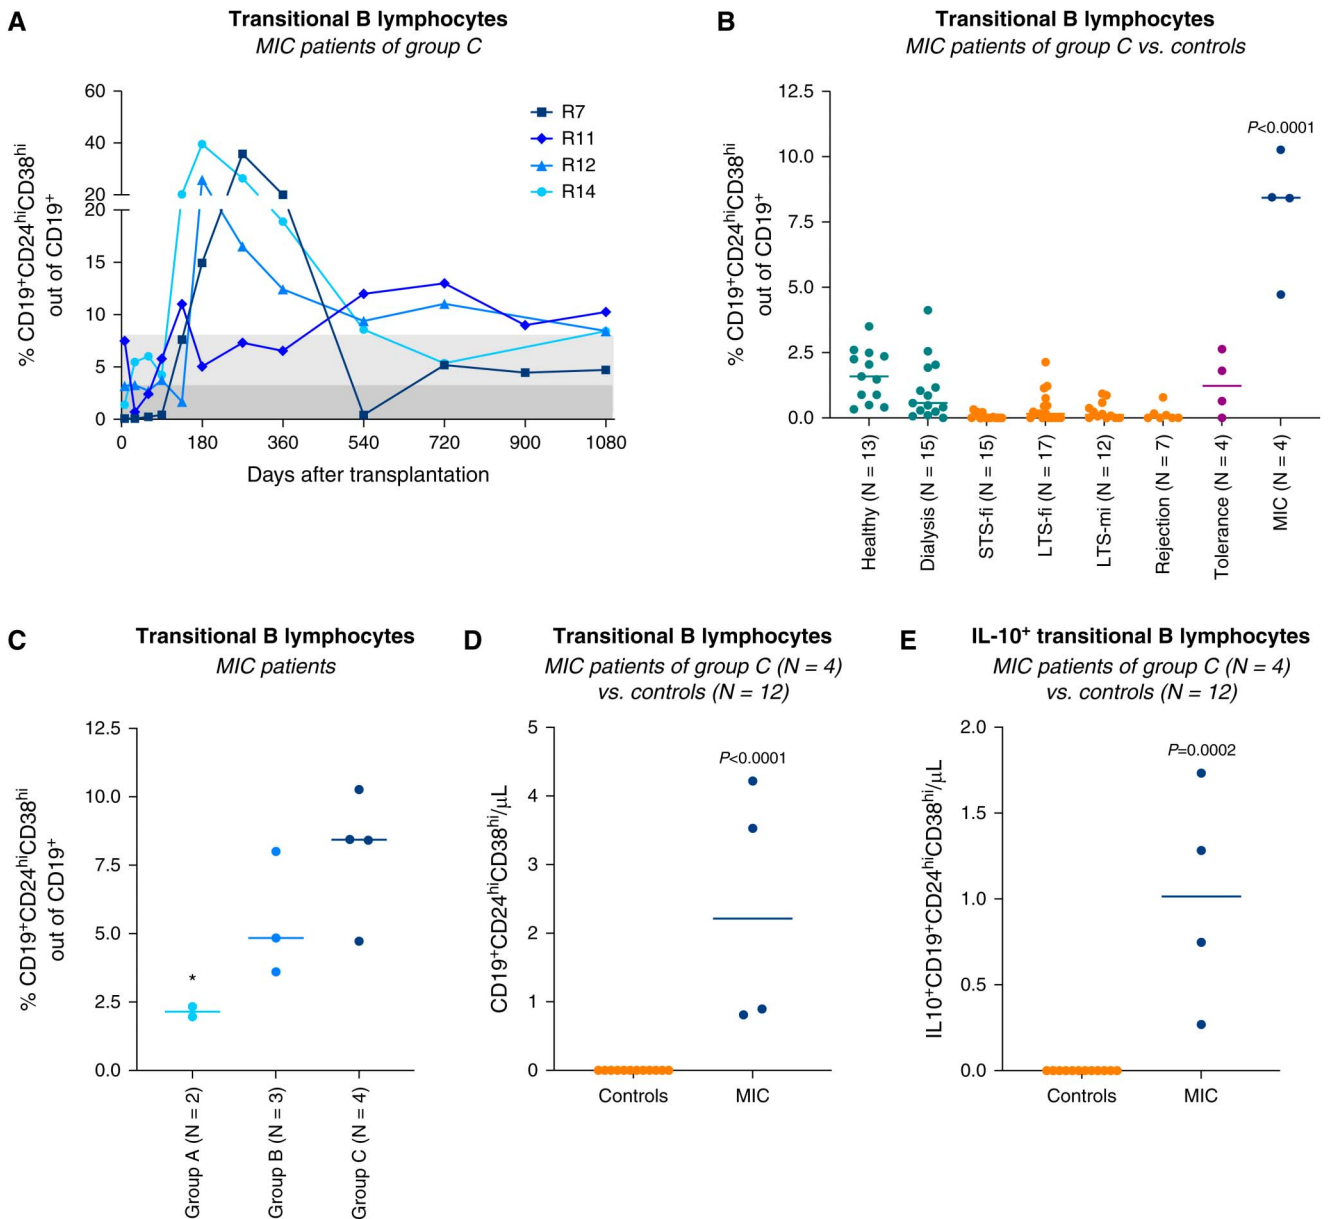 A
Transitional B lymphocytes
MIC patients of group C
% CD19⁺CD24ʰⁱCD38ʰⁱ
out of CD19⁺
60
40
20
20
15
10
5
0
R7
R11
R12
R14
0 180 360 540 720 900 1080
Days after transplantation
B
Transitional B lymphocytes
MIC patients of group C vs. controls
% CD19⁺CD24ʰⁱCD38ʰⁱ
out of CD19⁺
12.5
10.0
7.5
5.0
2.5
0.0
P<0.0001
Healthy (N = 13)
Dialysis (N = 15)
STS-fi (N = 15)
LTS-fi (N = 17)
LTS-mi (N = 12)
Rejection (N = 7)
Tolerance (N = 4)
MIC (N = 4)
C
Transitional B lymphocytes
MIC patients
% CD19⁺CD24ʰⁱCD38ʰⁱ
out of CD19⁺
12.5
10.0
7.5
5.0
2.5
0.0
*
Group A (N = 2)
Group B (N = 3)
Group C (N = 4)
D
Transitional B lymphocytes
MIC patients of group C (N = 4)
vs. controls (N = 12)
CD19⁺CD24ʰⁱCD38ʰⁱ/µL
5
4
3
2
1
0
P<0.0001
Controls MIC
E
IL-10⁺ transitional B lymphocytes
MIC patients of group C (N = 4)
vs. controls (N = 12)
IL10⁺CD19⁺CD24ʰⁱCD38ʰⁱ/µL
2.0
1.5
1.0
0.5
0.0
P=0.0002
Controls MIC